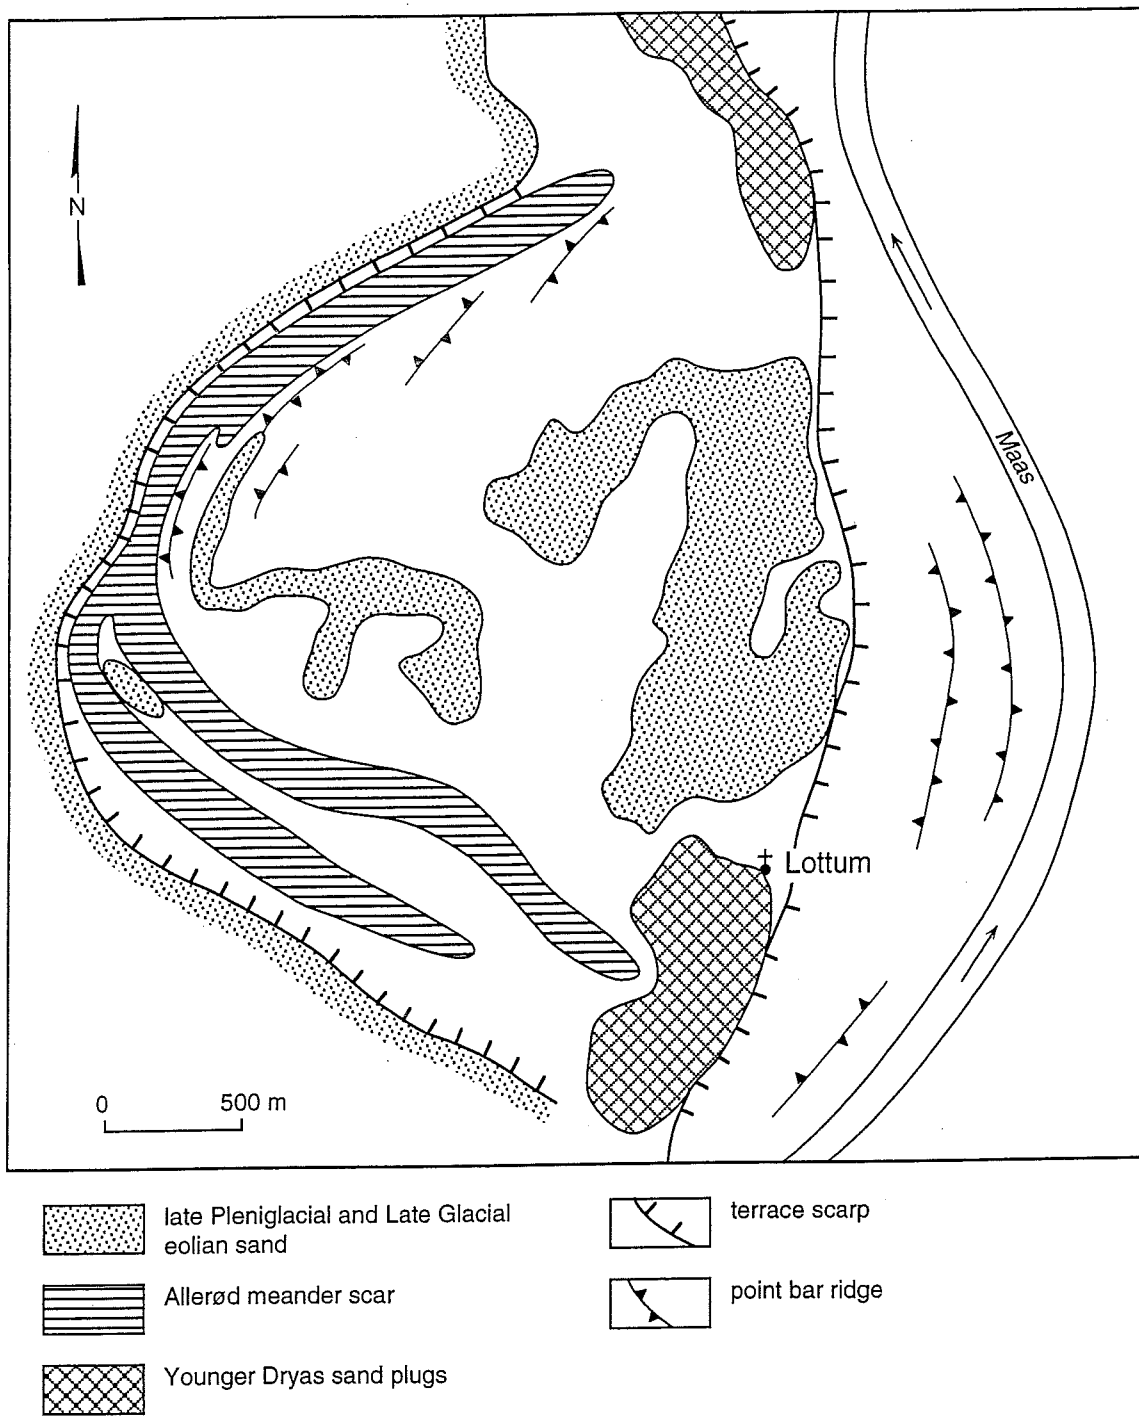 N
Maas
Lottum
0 500 m
late Pleniglacial and Late Glacial
eolian sand
Allerød meander scar
Younger Dryas sand plugs
terrace scarp
point bar ridge